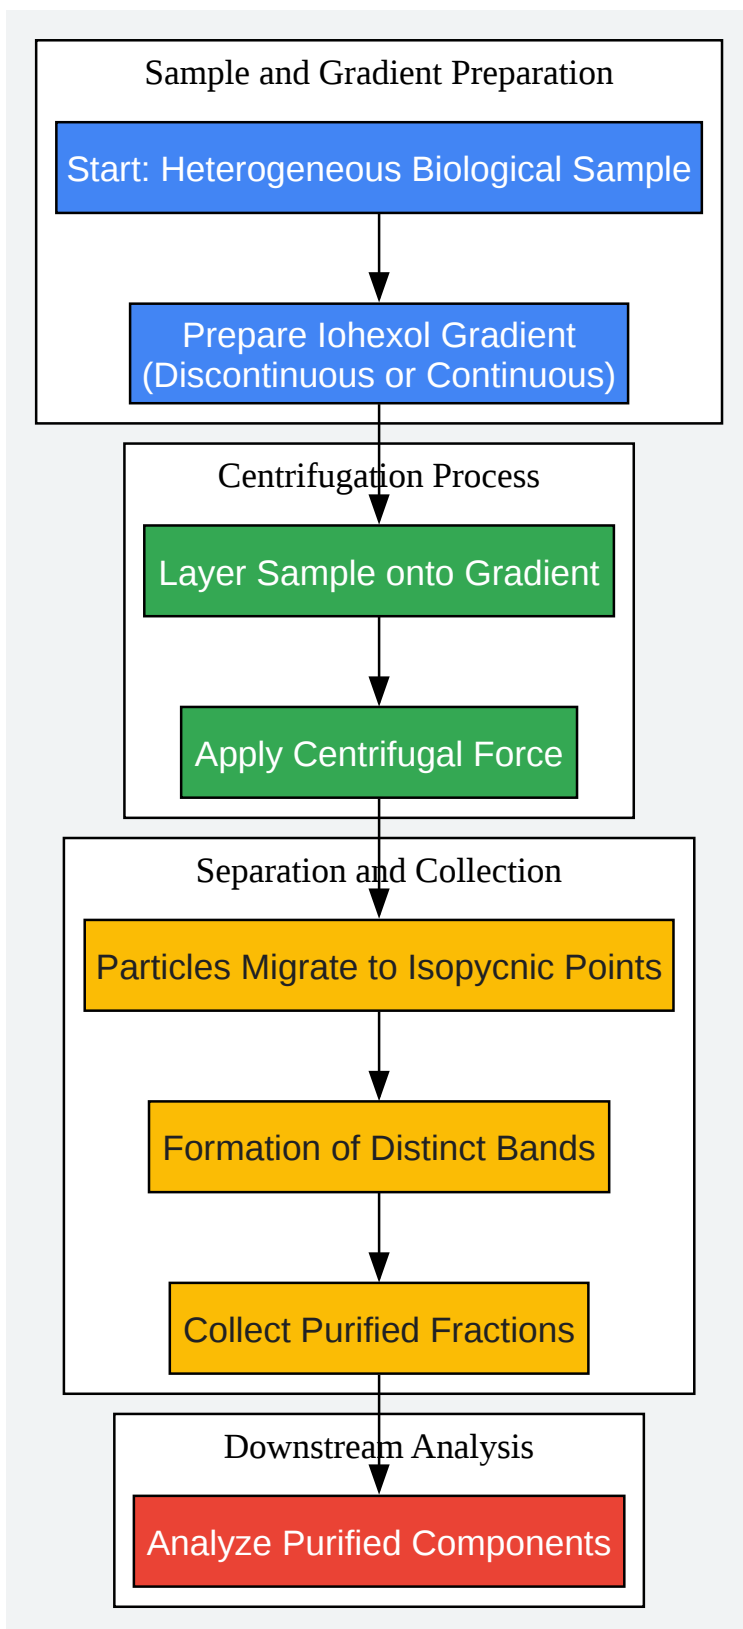 Sample and Gradient Preparation
Start: Heterogeneous Biological Sample
Prepare Iohexol Gradient
(Discontinuous or Continuous)
Centrifugation Process
Layer Sample onto Gradient
Apply Centrifugal Force
Separation and Collection
Particles Migrate to Isopycnic Points
Formation of Distinct Bands
Collect Purified Fractions
Downstream Analysis
Analyze Purified Components